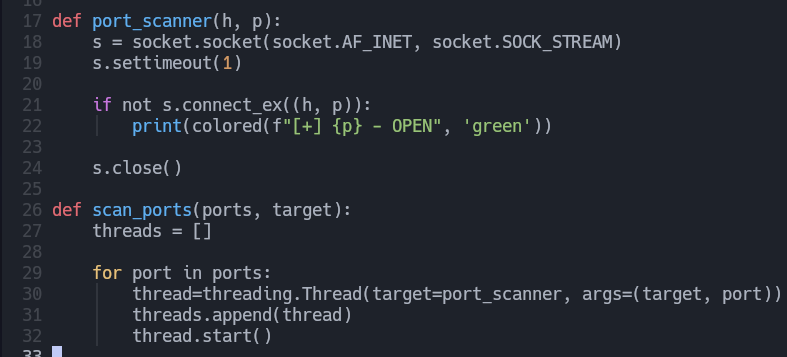 17 def port_scanner(h, p):
18     s = socket.socket(socket.AF_INET, socket.SOCK_STREAM)
19     s.settimeout(1)
20
21     if not s.connect_ex((h, p)):
22         print(colored(f"[+] {p} - OPEN", 'green'))
23
24     s.close()
25
26 def scan_ports(ports, target):
27     threads = []
28
29     for port in ports:
30         thread=threading.Thread(target=port_scanner, args=(target, port))
31         threads.append(thread)
32         thread.start()
33